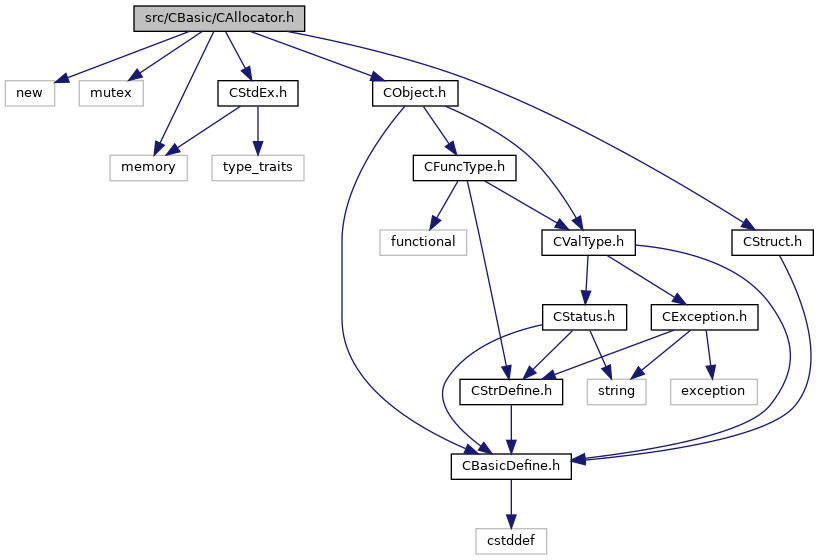 src/CBasic/CAllocator.h
new
mutex
CStdEx.h
CObject.h
memory
type_traits
CFuncType.h
functional
CValType.h
CStruct.h
CStatus.h
CException.h
CStrDefine.h
string
exception
CBasicDefine.h
cstddef